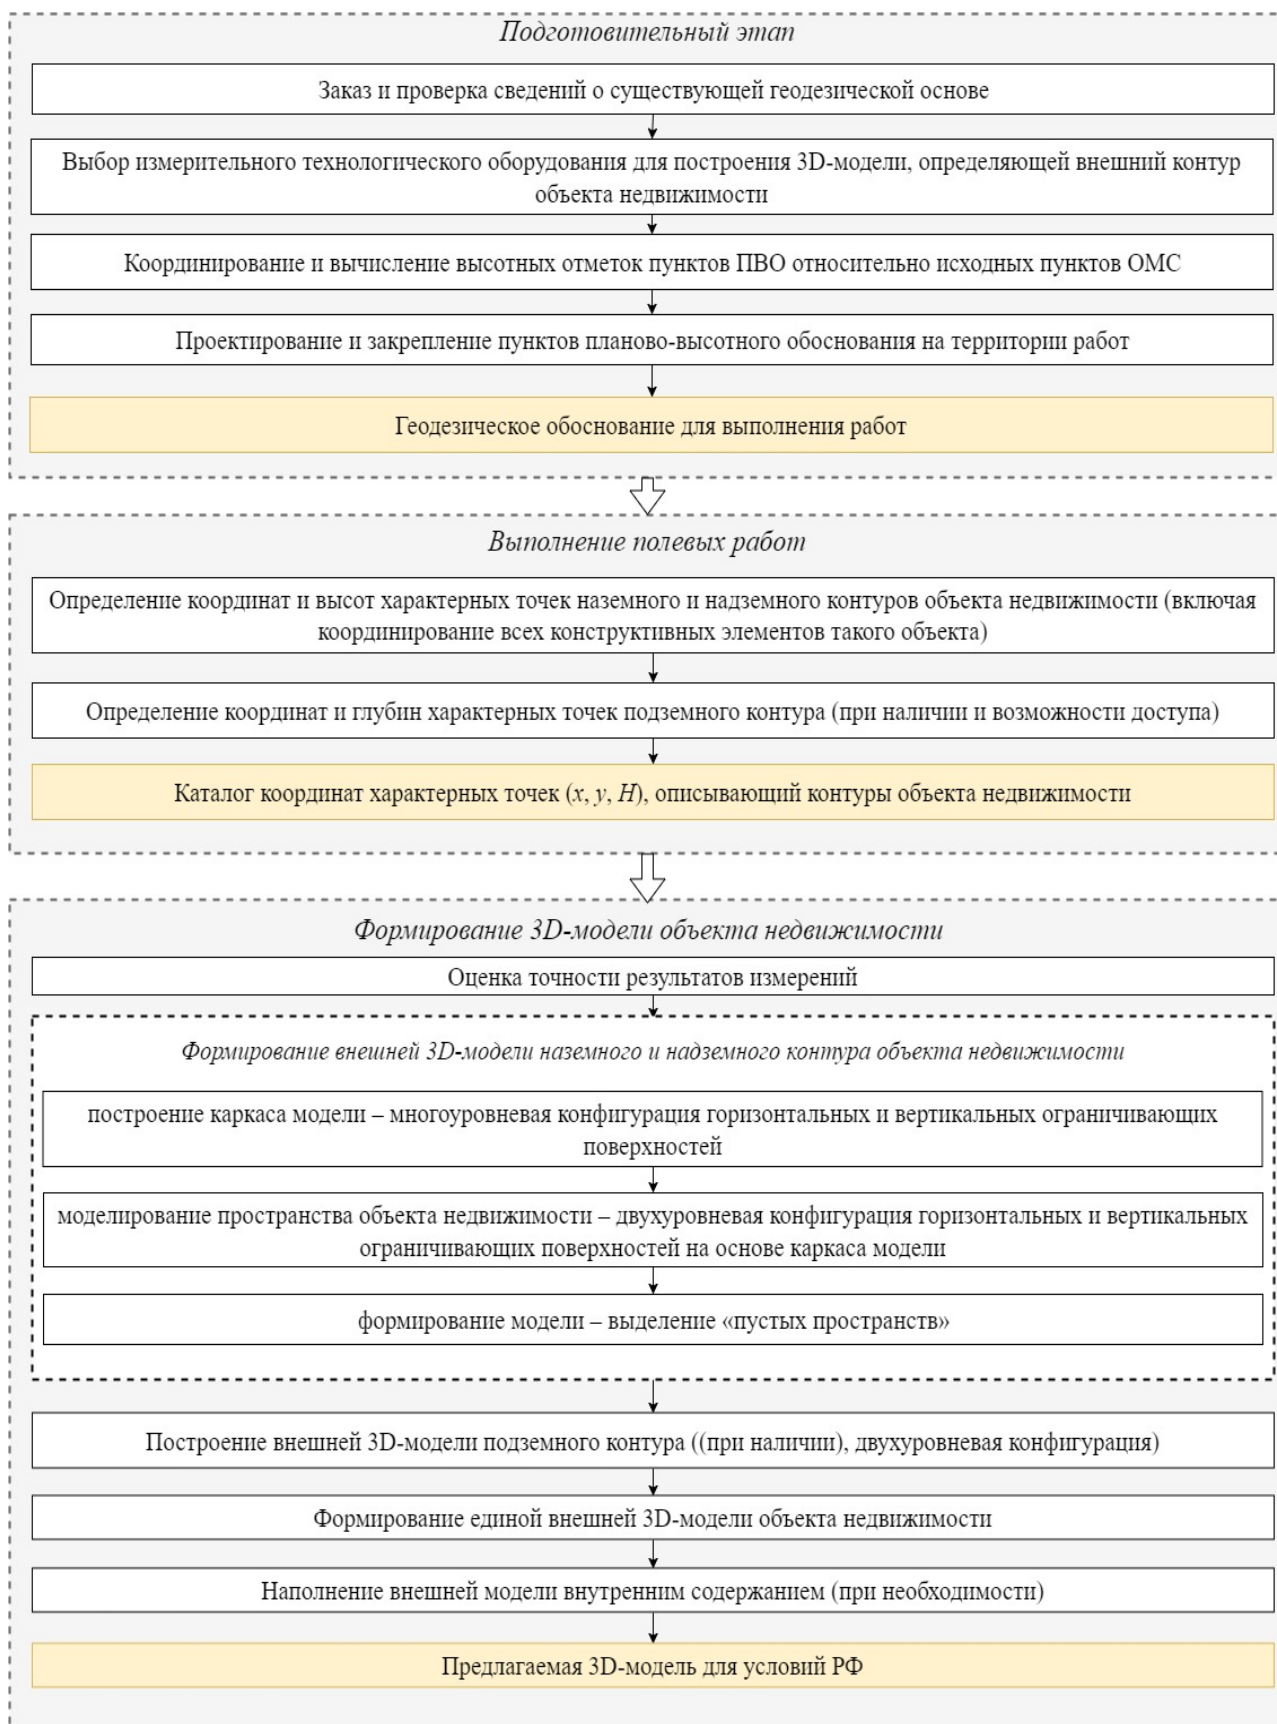 Подготовительный этап
Заказ и проверка сведений о существующей геодезической основе
Выбор измерительного технологического оборудования для построения 3D-модели, определяющей внешний контур
объекта недвижимости
Координирование и вычисление высотных отметок пунктов ПВО относительно исходных пунктов ОМС
Проектирование и закрепление пунктов планово-высотного обоснования на территории работ
Геодезическое обоснование для выполнения работ
Выполнение полевых работ
Определение координат и высот характерных точек наземного и надземного контуров объекта недвижимости (включая
координирование всех конструктивных элементов такого объекта)
Определение координат и глубин характерных точек подземного контура (при наличии и возможности доступа)
Каталог координат характерных точек (x, y, H), описывающий контуры объекта недвижимости
Формирование 3D-модели объекта недвижимости
Оценка точности результатов измерений
Формирование внешней 3D-модели наземного и надземного контура объекта недвижимости
построение каркаса модели – многоуровневая конфигурация горизонтальных и вертикальных ограничивающих
поверхностей
моделирование пространства объекта недвижимости – двухуровневая конфигурация горизонтальных и вертикальных
ограничивающих поверхностей на основе каркаса модели
формирование модели – выделение «пустых пространств»
Построение внешней 3D-модели подземного контура ((при наличии), двухуровневая конфигурация)
Формирование единой внешней 3D-модели объекта недвижимости
Наполнение внешней модели внутренним содержанием (при необходимости)
Предлагаемая 3D-модель для условий РФ